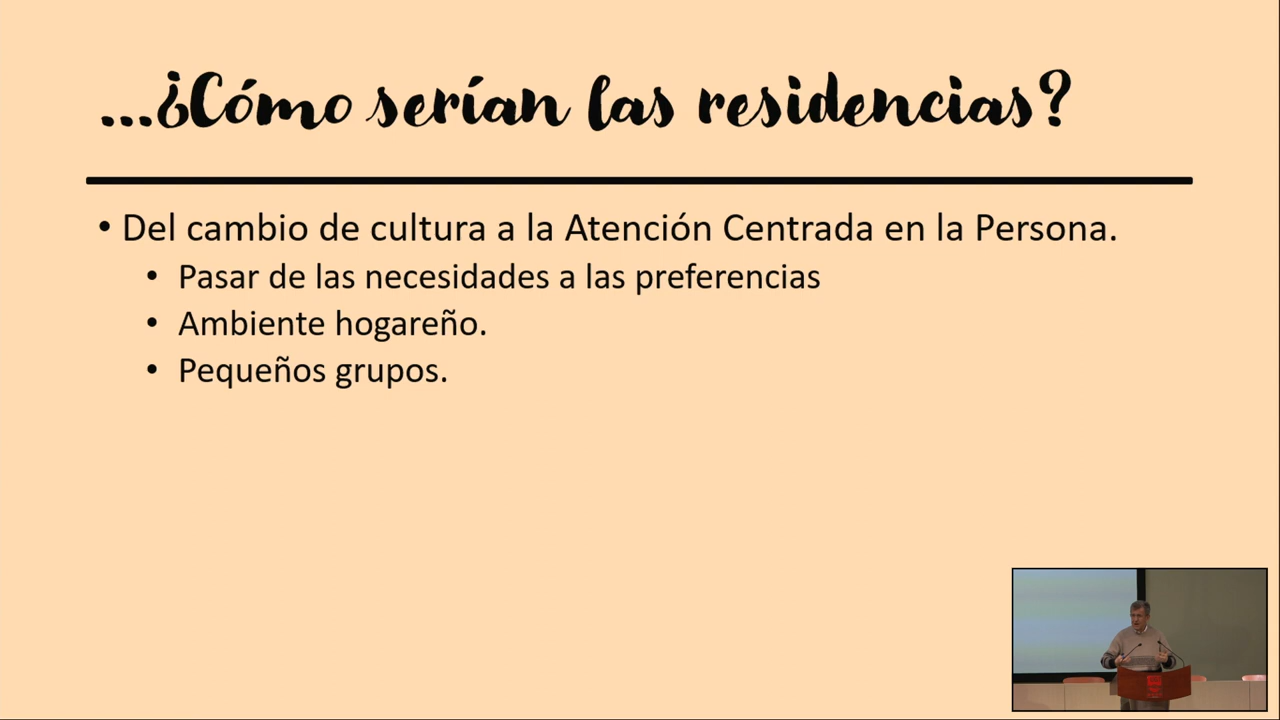 ...¿Cómo serían las residencias?
• Del cambio de cultura a la Atención Centrada en la Persona.
• Pasar de las necesidades a las preferencias
• Ambiente hogareño.
• Pequeños grupos.